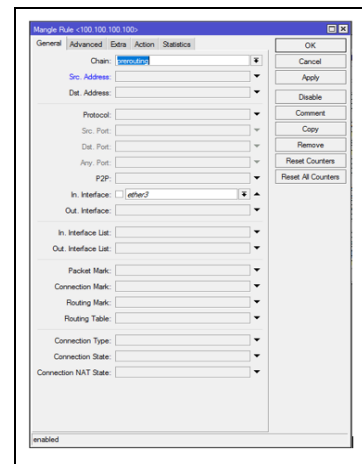 Mangle Rule <100.100.100.100>
General Advanced Extra Action Statistics
Chain: prerouting
Src. Address:
Dst. Address:
Protocol:
Src. Port:
Dst. Port:
Any. Port:
P2P:
In. Interface: ether3
Out. Interface:
In. Interface List:
Out. Interface List:
Packet Mark:
Connection Mark:
Routing Mark:
Routing Table:
Connection Type:
Connection State:
Connection NAT State:
OK
Cancel
Apply
Disable
Comment
Copy
Remove
Reset Counters
Reset All Counters
enabled